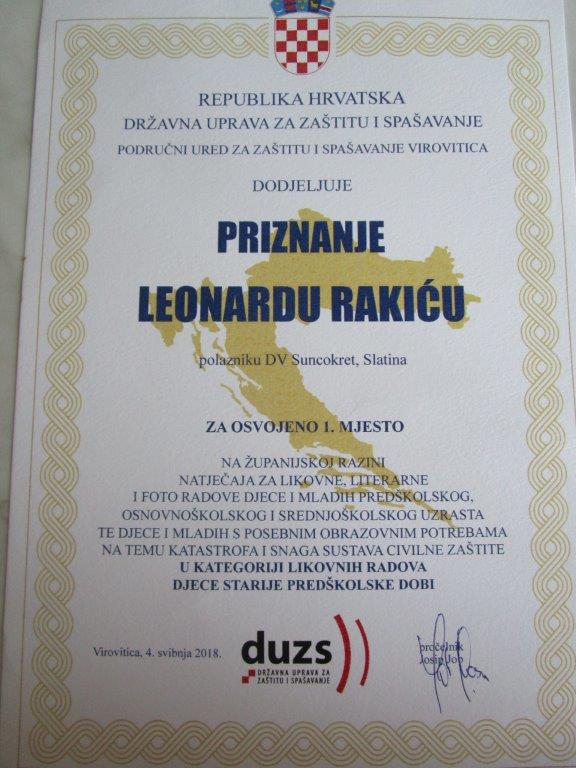 REPUBLIKA HRVATSKA
DRŽAVNA UPRAVA ZA ZAŠTITU I SPAŠAVANJE
PODRUČNI URED ZA ZAŠTITU I SPAŠAVANJE VIROVITICA
DODJELJUJE
PRIZNANJE
LEONARDU RAKIĆU
polazniku DV Suncokret, Slatina
ZA OSVOJENO 1. MJESTO
NA ŽUPANIJSKOJ RAZINI
NATJEČAJA ZA LIKOVNE, LITERARNE
I FOTO RADOVE DJECE I MLADIH PREDŠKOLSKOG,
OSNOVNOŠKOLSKOG I SREDNJOŠKOLSKOG UZRASTA
TE DJECE I MLADIH S POSEBNIM OBRAZOVNIM POTREBAMA
NA TEMU KATASTROFA I SNAGA SUSTAVA CIVILNE ZAŠTITE
U KATEGORIJI LIKOVNIH RADOVA
DJECE STARIJE PREDŠKOLSKE DOBI
Virovitica, 4. svibnja 2018.
duzs
DRŽAVNA UPRAVA ZA
ZAŠTITU I SPAŠAVANJE
pročelnik
Josip Job